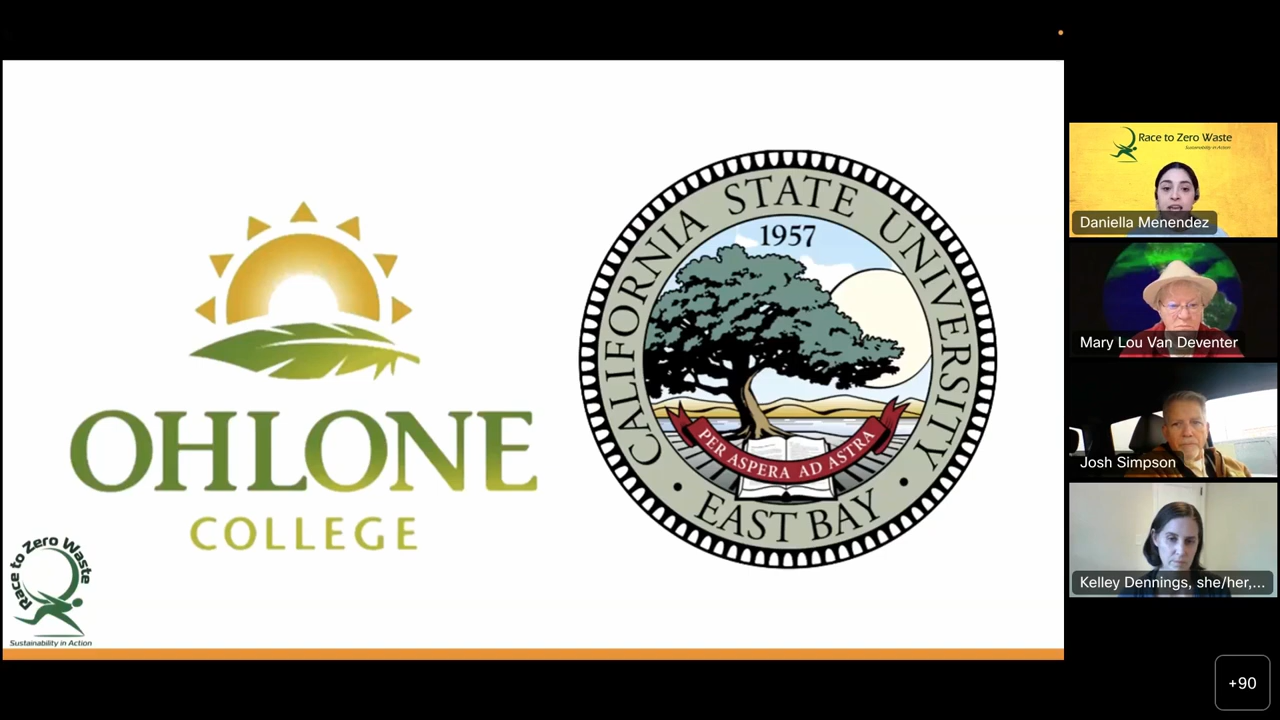 OHLONE
COLLEGE
CALIFORNIA STATE UNIVERSITY
1957
PER ASPERA AD ASTRA
• EAST BAY •
Race to Zero Waste
Sustainability in Action
Race to Zero Waste
Sustainability in Action
Daniella Menendez
Mary Lou Van Deventer
Josh Simpson
Kelley Dennings, she/her,...
+90